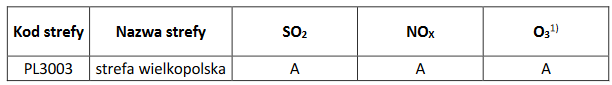 Kod strefy Nazwa strefy SO₂ NOx O₃¹⁾
PL3003 strefa wielkopolska A A A